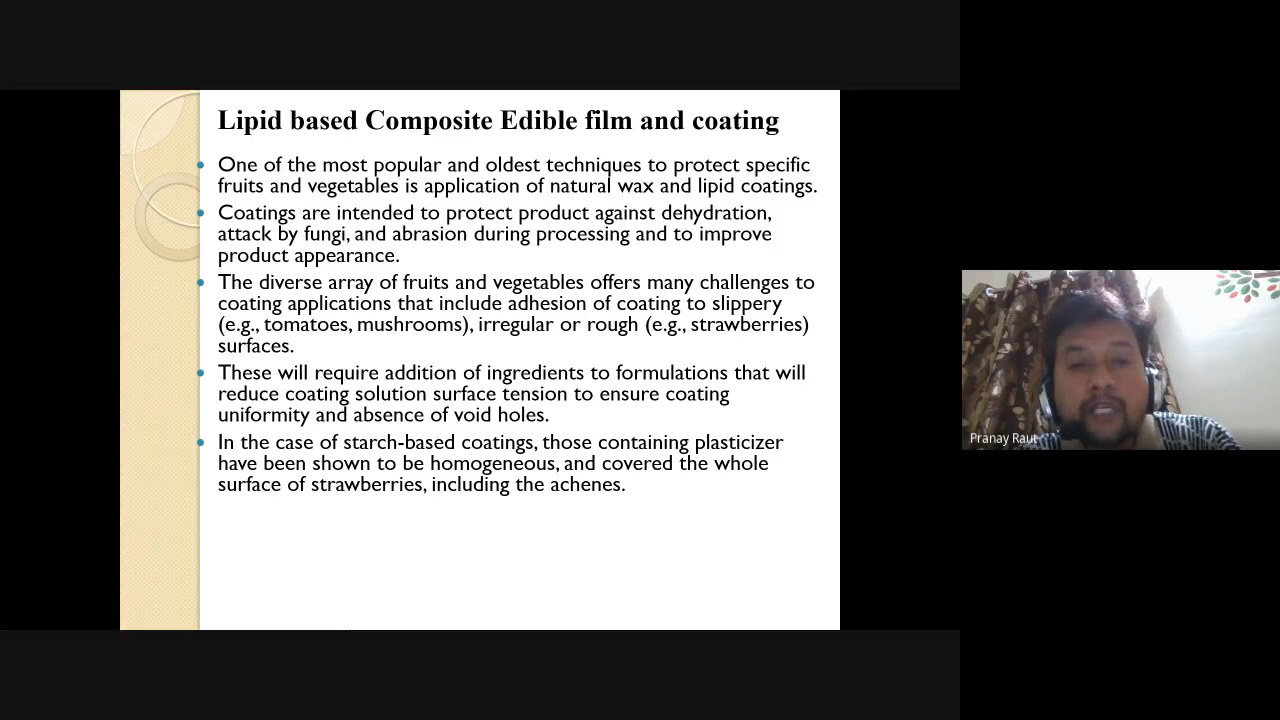 Lipid based Composite Edible film and coating
One of the most popular and oldest techniques to protect specific
fruits and vegetables is application of natural wax and lipid coatings.
Coatings are intended to protect product against dehydration,
attack by fungi, and abrasion during processing and to improve
product appearance.
The diverse array of fruits and vegetables offers many challenges to
coating applications that include adhesion of coating to slippery
(e.g., tomatoes, mushrooms), irregular or rough (e.g., strawberries)
surfaces.
These will require addition of ingredients to formulations that will
reduce coating solution surface tension to ensure coating
uniformity and absence of void holes.
In the case of starch-based coatings, those containing plasticizer
have been shown to be homogeneous, and covered the whole
surface of strawberries, including the achenes.
Pranay Raut